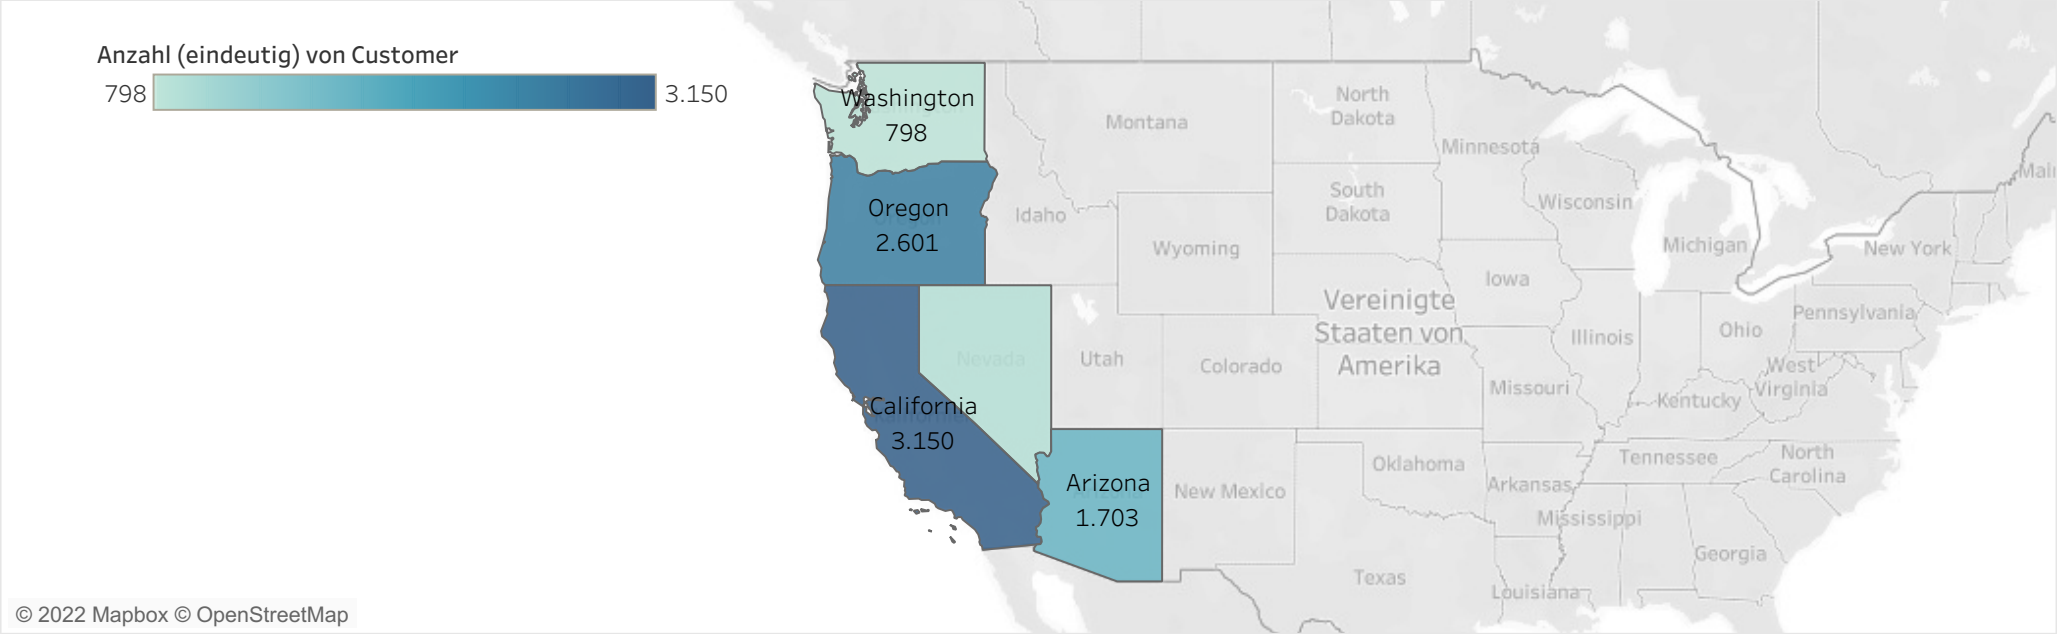 Anzahl (eindeutig) von Customer
798
3.150
Washington
798
Montana
North
Dakota
Minnesota
Oregon
2.601
Idaho
South
Dakota
Wisconsin
Wyoming
Michigan
New York
Iowa
Vereinigte
Staaten von
Amerika
Pennsylvania
Nevada
Utah
Colorado
Illinois
Ohio
West
Virginia
Missouri
Kentucky
California
3.150
Arizona
1.703
New Mexico
Oklahoma
Tennessee
North
Carolina
Arkansas
Mississippi
Georgia
Texas
Louisiana
© 2022 Mapbox © OpenStreetMap